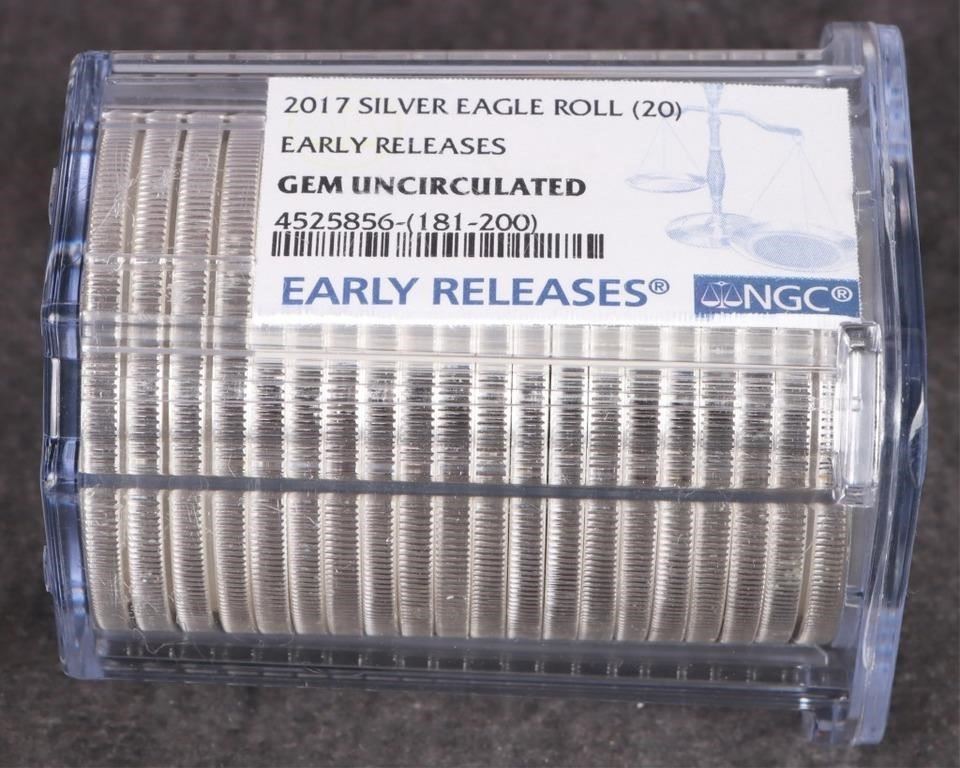 2017 SILVER EAGLE ROLL (20)
EARLY RELEASES
GEM UNCIRCULATED
4525856-(181-200)
EARLY RELEASES® NGC®